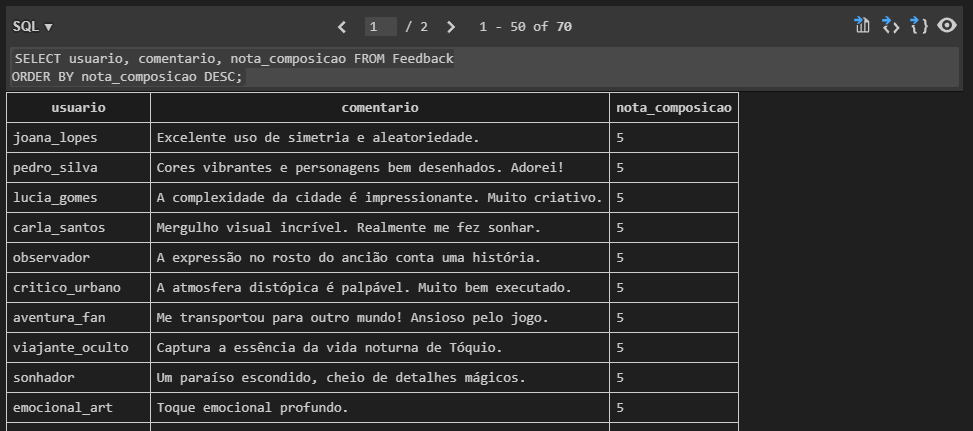 SQL ▼ 1 / 2 1 - 50 of 70
SELECT usuario, comentario, nota_composicao FROM Feedback
ORDER BY nota_composicao DESC;
usuario comentario nota_composicao
joana_lopes Excelente uso de simetria e aleatoriedade. 5
pedro_silva Cores vibrantes e personagens bem desenhados. Adorei! 5
lucia_gomes A complexidade da cidade é impressionante. Muito criativo. 5
carla_santos Mergulho visual incrível. Realmente me fez sonhar. 5
observador A expressão no rosto do ancião conta uma história. 5
critico_urbano A atmosfera distópica é palpável. Muito bem executado. 5
aventura_fan Me transportou para outro mundo! Ansioso pelo jogo. 5
viajante_oculto Captura a essência da vida noturna de Tóquio. 5
sonhador Um paraíso escondido, cheio de detalhes mágicos. 5
emocional_art Toque emocional profundo. 5